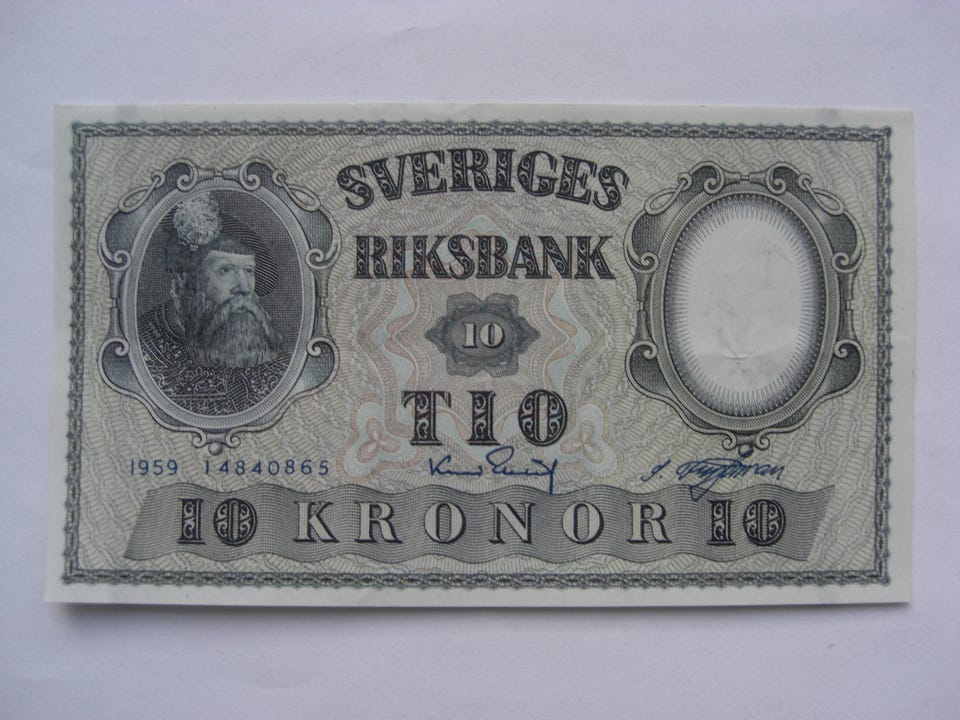 SVERIGES
RIKSBANK
10
TIO
1959 14840865
10 KRONOR 10